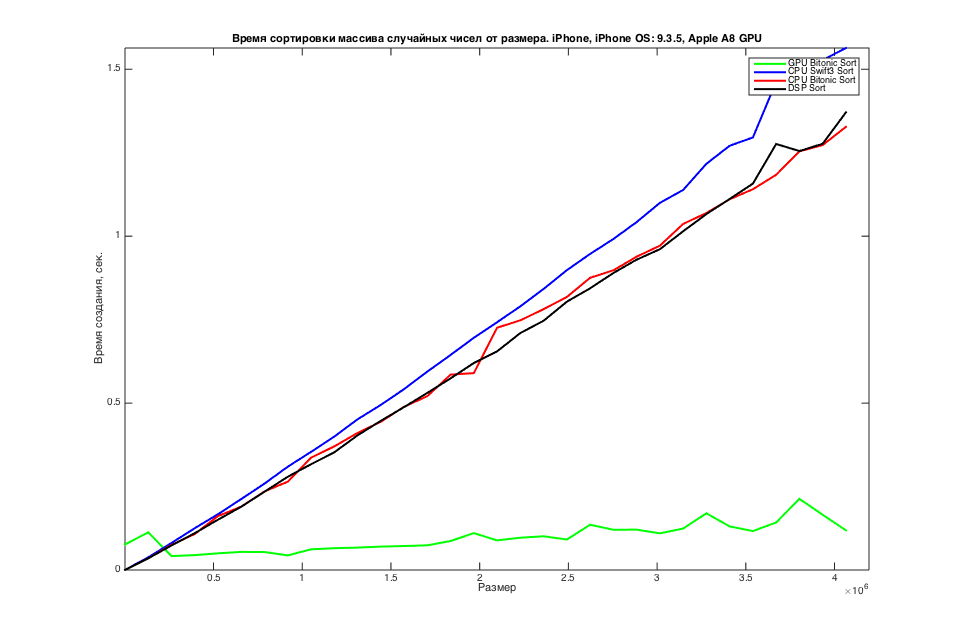 Время сортировки массива случайных чисел от размера. iPhone, iPhone OS: 9.3.5, Apple A8 GPU
GPU Bitonic Sort
CPU Swift3 Sort
CPU Bitonic Sort
DSP Sort
Время создания, сек.
1.5
1
0.5
0
0.5
1
1.5
2
2.5
3
3.5
4
×10⁶
Размер